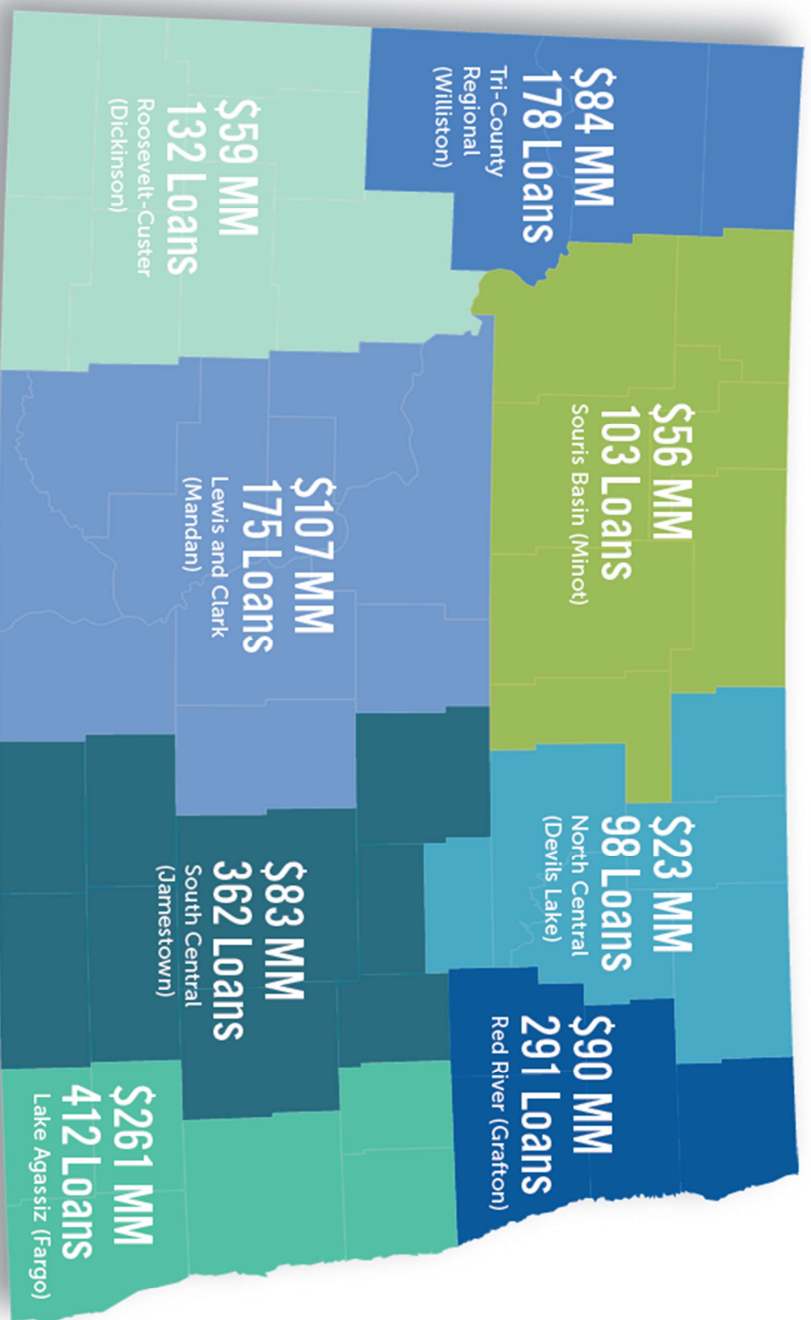 $84 MM
178 Loans
Tri-County
Regional
(Williston)
$56 MM
103 Loans
Souris Basin (Minot)
$23 MM
98 Loans
North Central
(Devils Lake)
$90 MM
291 Loans
Red River (Grafton)
$59 MM
132 Loans
Roosevelt-Custer
(Dickinson)
$107 MM
175 Loans
Lewis and Clark
(Mandan)
$83 MM
362 Loans
South Central
(Jamestown)
$261 MM
412 Loans
Lake Agassiz (Fargo)